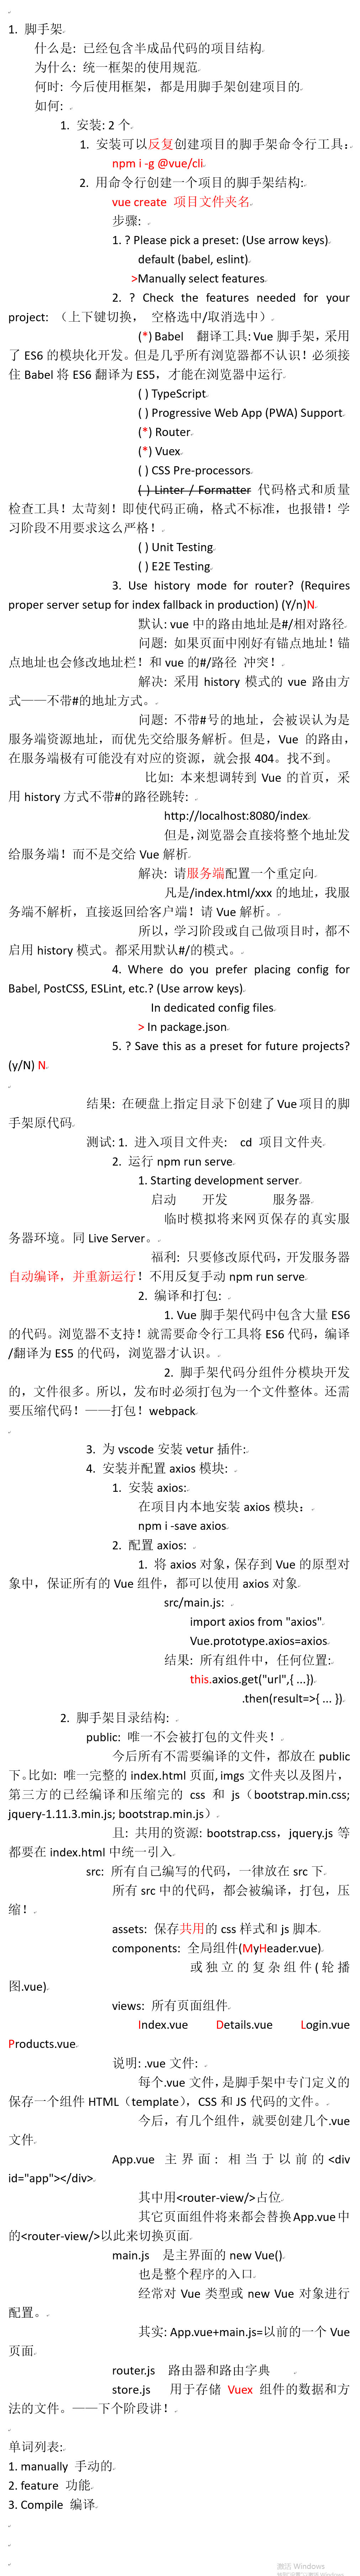 1. 脚手架
什么是: 已经包含半成品代码的项目结构
为什么: 统一框架的使用规范
何时: 今后使用框架，都是用脚手架创建项目的
如何:
1. 安装: 2 个
1. 安装可以反复创建项目的脚手架命令行工具:
npm i -g @vue/cli
2. 用命令行创建一个项目的脚手架结构:
vue create 项目文件夹名
步骤:
1. ? Please pick a preset: (Use arrow keys)
default (babel, eslint)
>Manually select features
2. ? Check the features needed for your
project: （上下键切换， 空格选中/取消选中）
(*) Babel 翻译工具: Vue 脚手架，采用
了 ES6 的模块化开发。但是几乎所有浏览器都不认识！必须接
住 Babel 将 ES6 翻译为 ES5，才能在浏览器中运行
( ) TypeScript
( ) Progressive Web App (PWA) Support
(*) Router
(*) Vuex
( ) CSS Pre-processors
( ) Linter / Formatter 代码格式和质量
检查工具！太苛刻！即使代码正确，格式不标准，也报错！学
习阶段不用要求这么严格！
( ) Unit Testing
( ) E2E Testing
3. Use history mode for router? (Requires
proper server setup for index fallback in production) (Y/n)N
默认: vue 中的路由地址是#/相对路径
问题: 如果页面中刚好有锚点地址！锚
点地址也会修改地址栏！和 vue 的#/路径 冲突！
解决: 采用 history 模式的 vue 路由方
式——不带#的地址方式。
问题: 不带#号的地址，会被误认为是
服务端资源地址，而优先交给服务解析。但是，Vue 的路由，
在服务端极有可能没有对应的资源，就会报 404。找不到。
比如: 本来想调转到 Vue 的首页，采
用 history 方式不带#的路径跳转:
http://localhost:8080/index
但是，浏览器会直接将整个地址发
给服务端！而不是交给 Vue 解析
解决: 请服务端配置一个重定向
凡是/index.html/xxx 的地址，我服
务端不解析，直接返回给客户端！请 Vue 解析。
所以，学习阶段或自己做项目时，都不
启用 history 模式。都采用默认#/的模式。
4. Where do you prefer placing config for
Babel, PostCSS, ESLint, etc.? (Use arrow keys)
In dedicated config files
> In package.json
5. ? Save this as a preset for future projects?
(y/N) N
结果: 在硬盘上指定目录下创建了 Vue 项目的脚
手架原代码
测试: 1. 进入项目文件夹: cd 项目文件夹
2. 运行 npm run serve
1. Starting development server
启动 开发 服务器
临时模拟将来网页保存的真实服
务器环境。同 Live Server。
福利: 只要修改原代码，开发服务器
自动编译，并重新运行！不用反复手动 npm run serve
2. 编译和打包:
1. Vue 脚手架代码中包含大量 ES6
的代码。浏览器不支持！就需要命令行工具将 ES6 代码，编译
/翻译为 ES5 的代码，浏览器才认识。
2. 脚手架代码分组件分模块开发
的，文件很多。所以，发布时必须打包为一个文件整体。还需
要压缩代码！——打包！webpack
3. 为 vscode 安装 vetur 插件:
4. 安装并配置 axios 模块:
1. 安装 axios:
在项目内本地安装 axios 模块:
npm i -save axios
2. 配置 axios:
1. 将 axios 对象，保存到 Vue 的原型对
象中，保证所有的 Vue 组件，都可以使用 axios 对象
src/main.js:
import axios from "axios"
Vue.prototype.axios=axios
结果: 所有组件中，任何位置:
this.axios.get("url",{ ...})
.then(result=>{ ... })
2. 脚手架目录结构:
public: 唯一不会被打包的文件夹！
今后所有不需要编译的文件，都放在 public
下。比如: 唯一完整的 index.html 页面, imgs 文件夹以及图片，
第三方的已经编译和压缩完的 css 和 js（bootstrap.min.css;
jquery-1.11.3.min.js; bootstrap.min.js）
且: 共用的资源: bootstrap.css，jquery.js 等
都要在 index.html 中统一引入
src: 所有自己编写的代码，一律放在 src 下
所有 src 中的代码，都会被编译，打包，压
缩！
assets: 保存共用的 css 样式和 js 脚本
components: 全局组件(MyHeader.vue)
或独立的复杂组件(轮播
图.vue)
views: 所有页面组件
Index.vue Details.vue Login.vue
Products.vue
说明: .vue 文件:
每个.vue 文件，是脚手架中专门定义的
保存一个组件 HTML（template），CSS 和 JS 代码的文件。
今后，有几个组件，就要创建几个.vue
文件
App.vue 主界面: 相当于以前的<div
id="app"></div>
其中用<router-view/>占位
其它页面组件将来都会替换 App.vue 中
的<router-view/>以此来切换页面
main.js 是主界面的 new Vue()
也是整个程序的入口
经常对 Vue 类型或 new Vue 对象进行
配置。
其实: App.vue+main.js=以前的一个 Vue
页面
router.js 路由器和路由字典
store.js 用于存储 Vuex 组件的数据和方
法的文件。——下个阶段讲！
单词列表:
1. manually 手动的
2. feature 功能
3. Compile 编译
激活 Windows